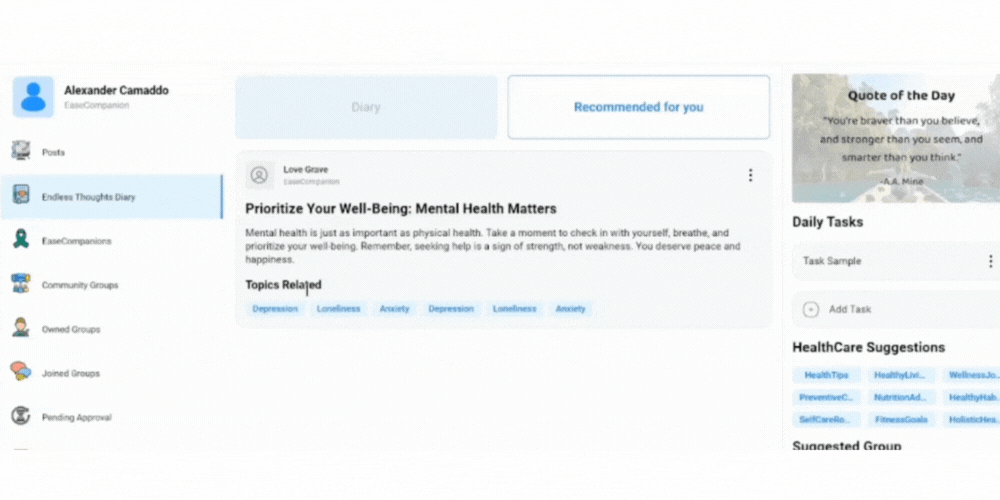 Alexander Camaddo
EaseCompanion
Posts
Endless Thoughts Diary
EaseCompanions
Community Groups
Owned Groups
Joined Groups
Pending Approval
Diary
Recommended for you
Love Grave
EaseCompanion
Prioritize Your Well-Being: Mental Health Matters
Mental health is just as important as physical health. Take a moment to check in with yourself, breathe, and
prioritize your well-being. Remember, seeking help is a sign of strength, not weakness. You deserve peace and
happiness.
Topics Related
Depression Loneliness Anxiety Depression Loneliness Anxiety
Quote of the Day
"You're braver than you believe,
and stronger than you seem, and
smarter than you think."
-A.A. Mine
Daily Tasks
Task Sample
Add Task
HealthCare Suggestions
HealthTips HealthyLivi... WellnessJo...
PreventiveC... NutritionAd... HealthyHab...
SelfCareRo... FitnessGoals HolisticHea...
Suggested Group